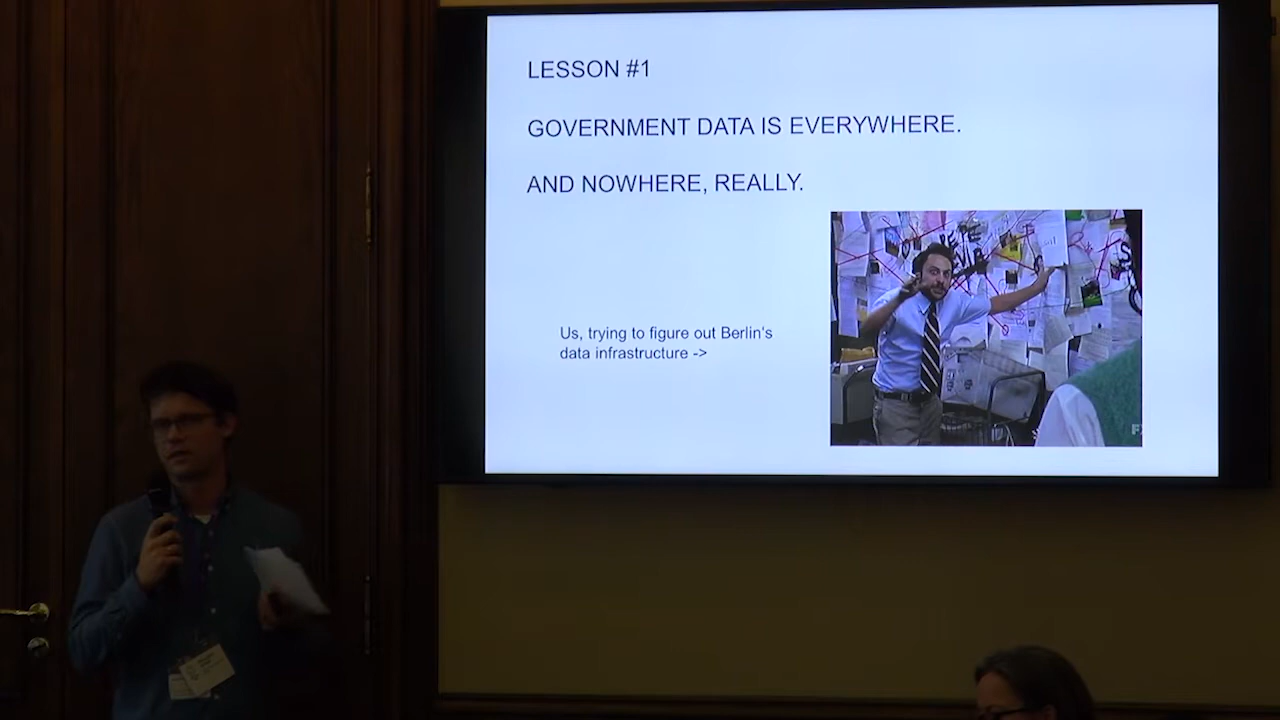 LESSON #1
GOVERNMENT DATA IS EVERYWHERE.
AND NOWHERE, REALLY.
Us, trying to figure out Berlin's
data infrastructure ->